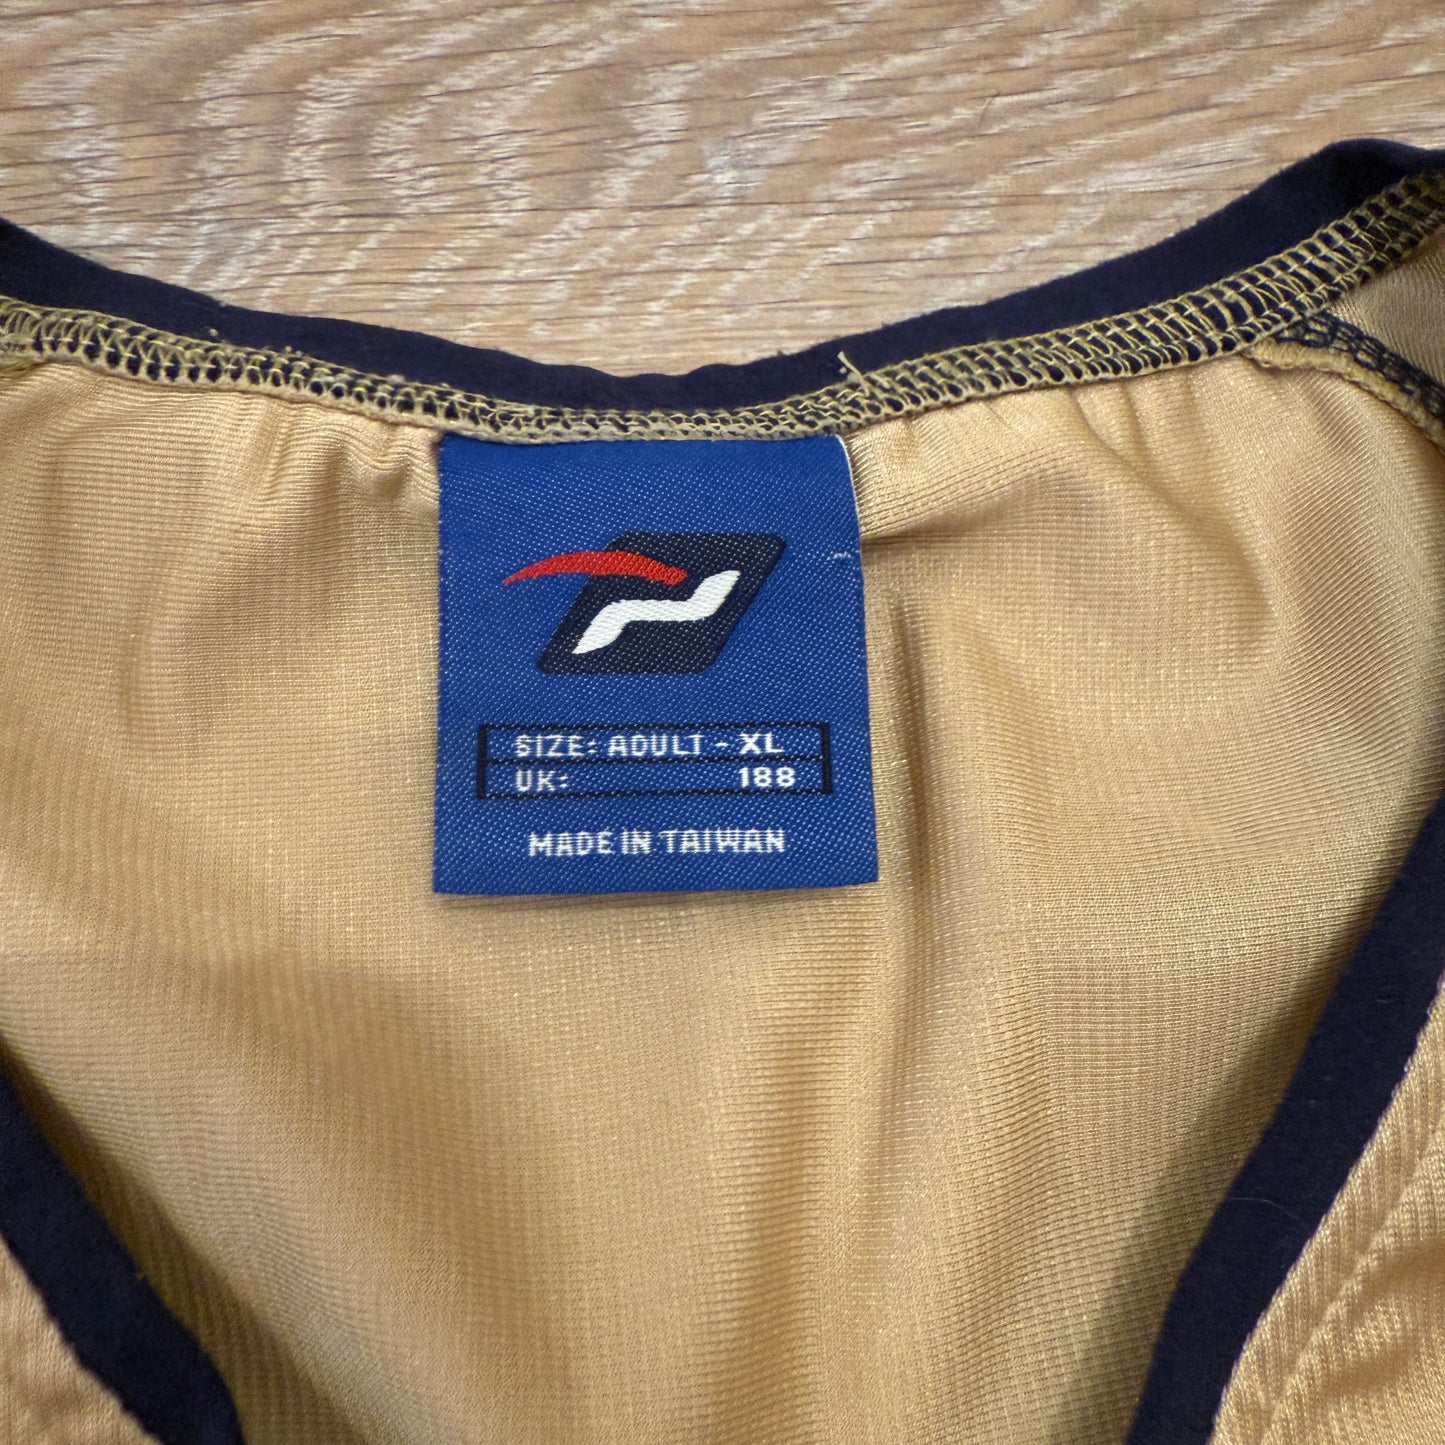 SIZE: ADULT - XL
UK: 188
MADE IN TAIWAN